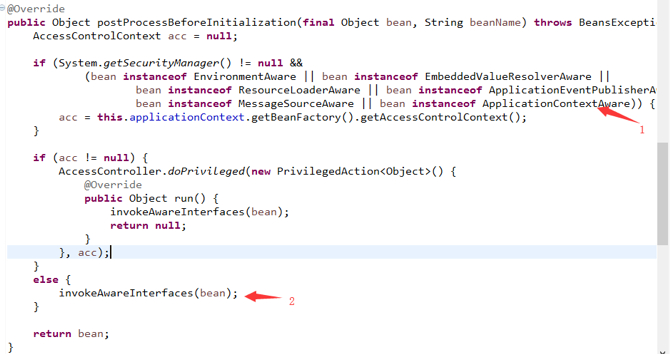 @Override
public Object postProcessBeforeInitialization(final Object bean, String beanName) throws
AccessControlContext acc = null;
if (System.getSecurityManager() != null &&
(bean instanceof EnvironmentAware || bean instanceof EmbeddedValueResolverAware ||
bean instanceof ResourceLoaderAware || bean instanceof
bean instanceof MessageSourceAware || bean instanceof ApplicationContextAware)) {
acc = this.applicationContext.getBeanFactory().getAccessControlContext();
1
}
if (acc != null) {
AccessController.doPrivileged(new PrivilegedAction<Object>() {
@Override
public Object run() {
invokeAwareInterfaces(bean);
return null;
}
}, acc);
}
else {
invokeAwareInterfaces(bean); 2
}
return bean;
}